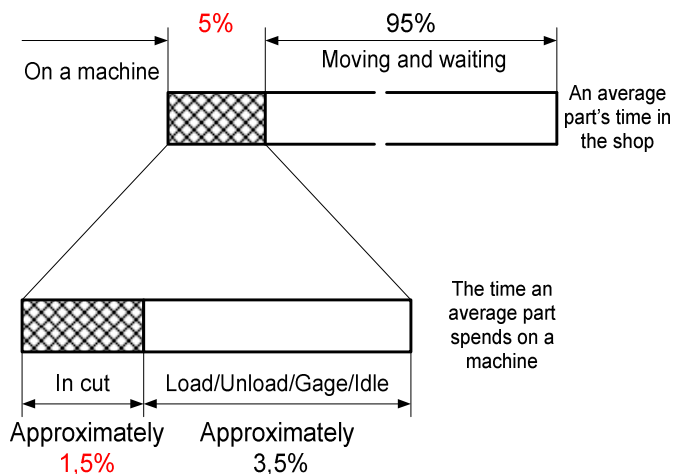 5%
95%
On a machine
Moving and waiting
An average
part's time in
the shop
The time an
average part
spends on a
machine
In cut
Load/Unload/Gage/Idle
Approximately
1,5%
Approximately
3,5%